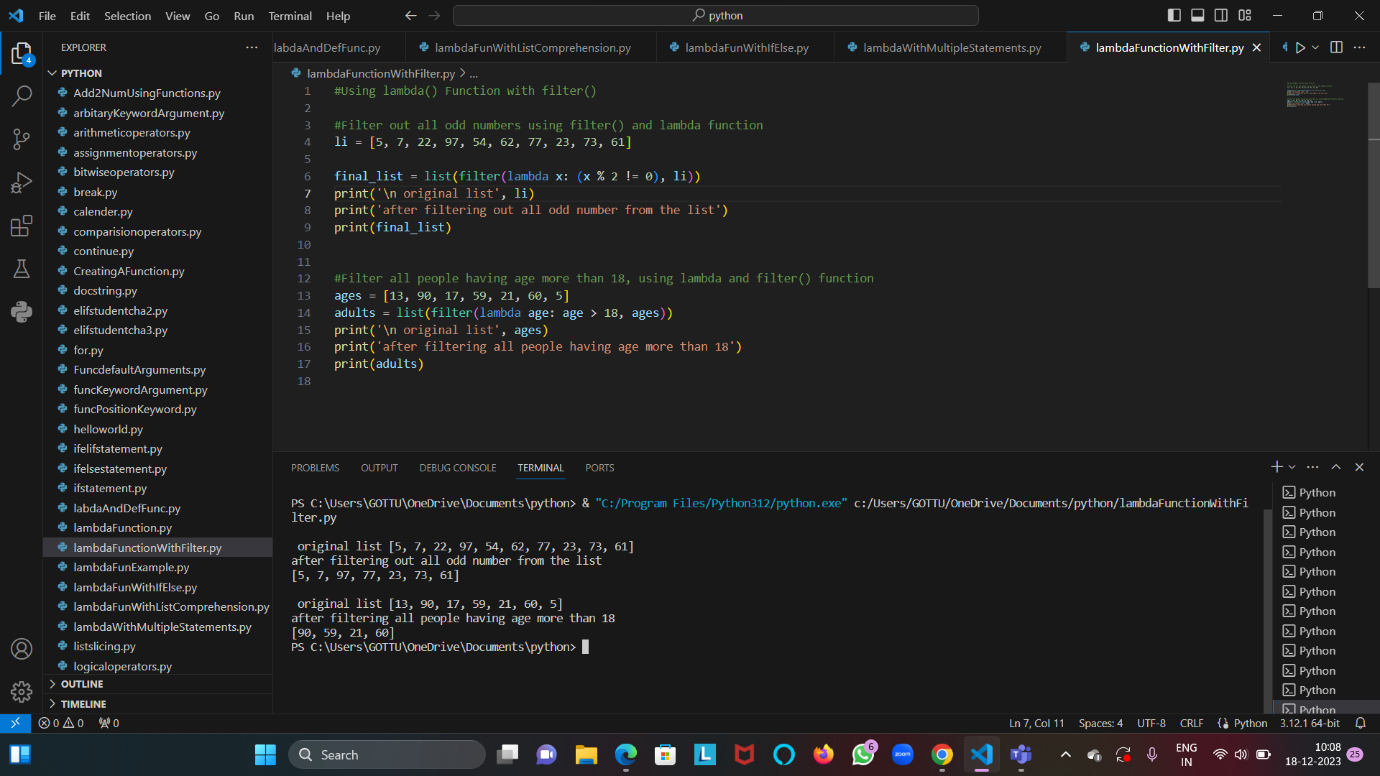 File Edit Selection View Go Run Terminal Help
python
EXPLORER
PYTHON
Add2NumUsingFunctions.py
arbitaryKeywordArgument.py
arithmeticoperators.py
assignmentoperators.py
bitwiseoperators.py
break.py
calender.py
comparisionoperators.py
continue.py
CreatingAFunction.py
docstring.py
elifstudentcha2.py
elifstudentcha3.py
for.py
FuncdefaultArguments.py
funcKeywordArgument.py
funcPositionKeyword.py
helloworld.py
ifelifstatement.py
ifelsestatement.py
ifstatement.py
labdaAndDefFunc.py
lambdaFunction.py
lambdaFunctionWithFilter.py
lambdaFunExample.py
lambdaFunWithIfElse.py
lambdaFunWithListComprehension.py
lambdaWithMultipleStatements.py
listslicing.py
logicaloperators.py
OUTLINE
TIMELINE
4
labdaAndDefFunc.py lambdaFunWithListComprehension.py lambdaFunWithIfElse.py lambdaWithMultipleStatements.py lambdaFunctionWithFilter.py
lambdaFunctionWithFilter.py > ...
1 #Using lambda() Function with filter()
2
3 #Filter out all odd numbers using filter() and lambda function
4 li = [5, 7, 22, 97, 54, 62, 77, 23, 73, 61]
5
6 final_list = list(filter(lambda x: (x % 2 != 0), li))
7 print('\n original list', li)
8 print('after filtering out all odd number from the list')
9 print(final_list)
10
11
12 #Filter all people having age more than 18, using lambda and filter() function
13 ages = [13, 90, 17, 59, 21, 60, 5]
14 adults = list(filter(lambda age: age > 18, ages))
15 print('\n original list', ages)
16 print('after filtering all people having age more than 18')
17 print(adults)
18
PROBLEMS OUTPUT DEBUG CONSOLE TERMINAL PORTS
PS C:\Users\GOTTU\OneDrive\Documents\python> & "C:/Program Files/Python312/python.exe" c:/Users/GOTTU/OneDrive/Documents/python/lambdaFunctionWithFi
lter.py
original list [5, 7, 22, 97, 54, 62, 77, 23, 73, 61]
after filtering out all odd number from the list
[5, 7, 97, 77, 23, 73, 61]
original list [13, 90, 17, 59, 21, 60, 5]
after filtering all people having age more than 18
[90, 59, 21, 60]
PS C:\Users\GOTTU\OneDrive\Documents\python>
Python
Python
Python
Python
Python
Python
Python
Python
Python
Python
Python
Python
0 0 0 Ln 7, Col 11 Spaces: 4 UTF-8 CRLF Python 3.12.1 64-bit
Search L 6 zoom ENG 10:08
IN 18-12-2023 25